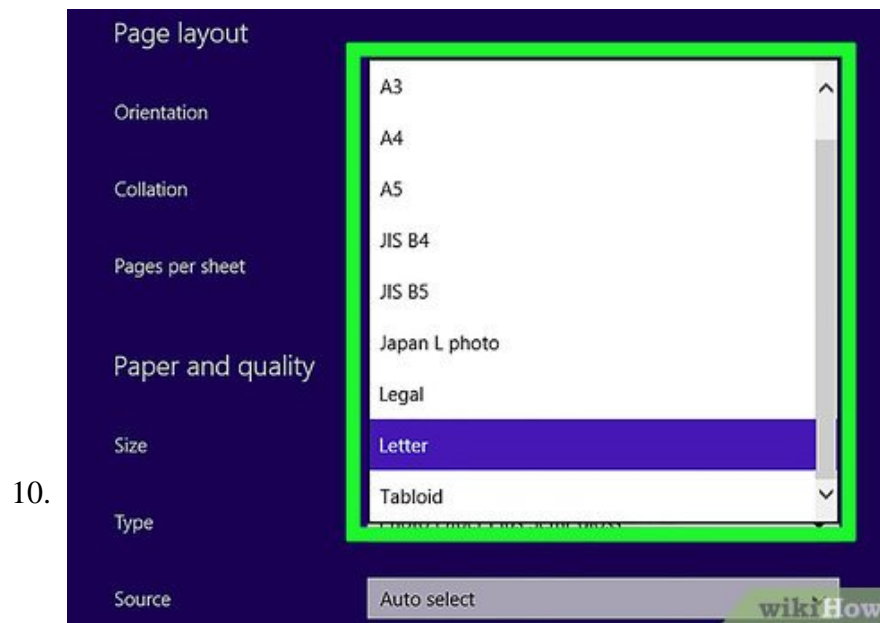 Page layout
Orientation
Collation
Pages per sheet
Paper and quality
Size
Type
Source
A3
A4
A5
JIS B4
JIS B5
Japan L photo
Legal
Letter
Tabloid
Auto select
10.
wikiHow